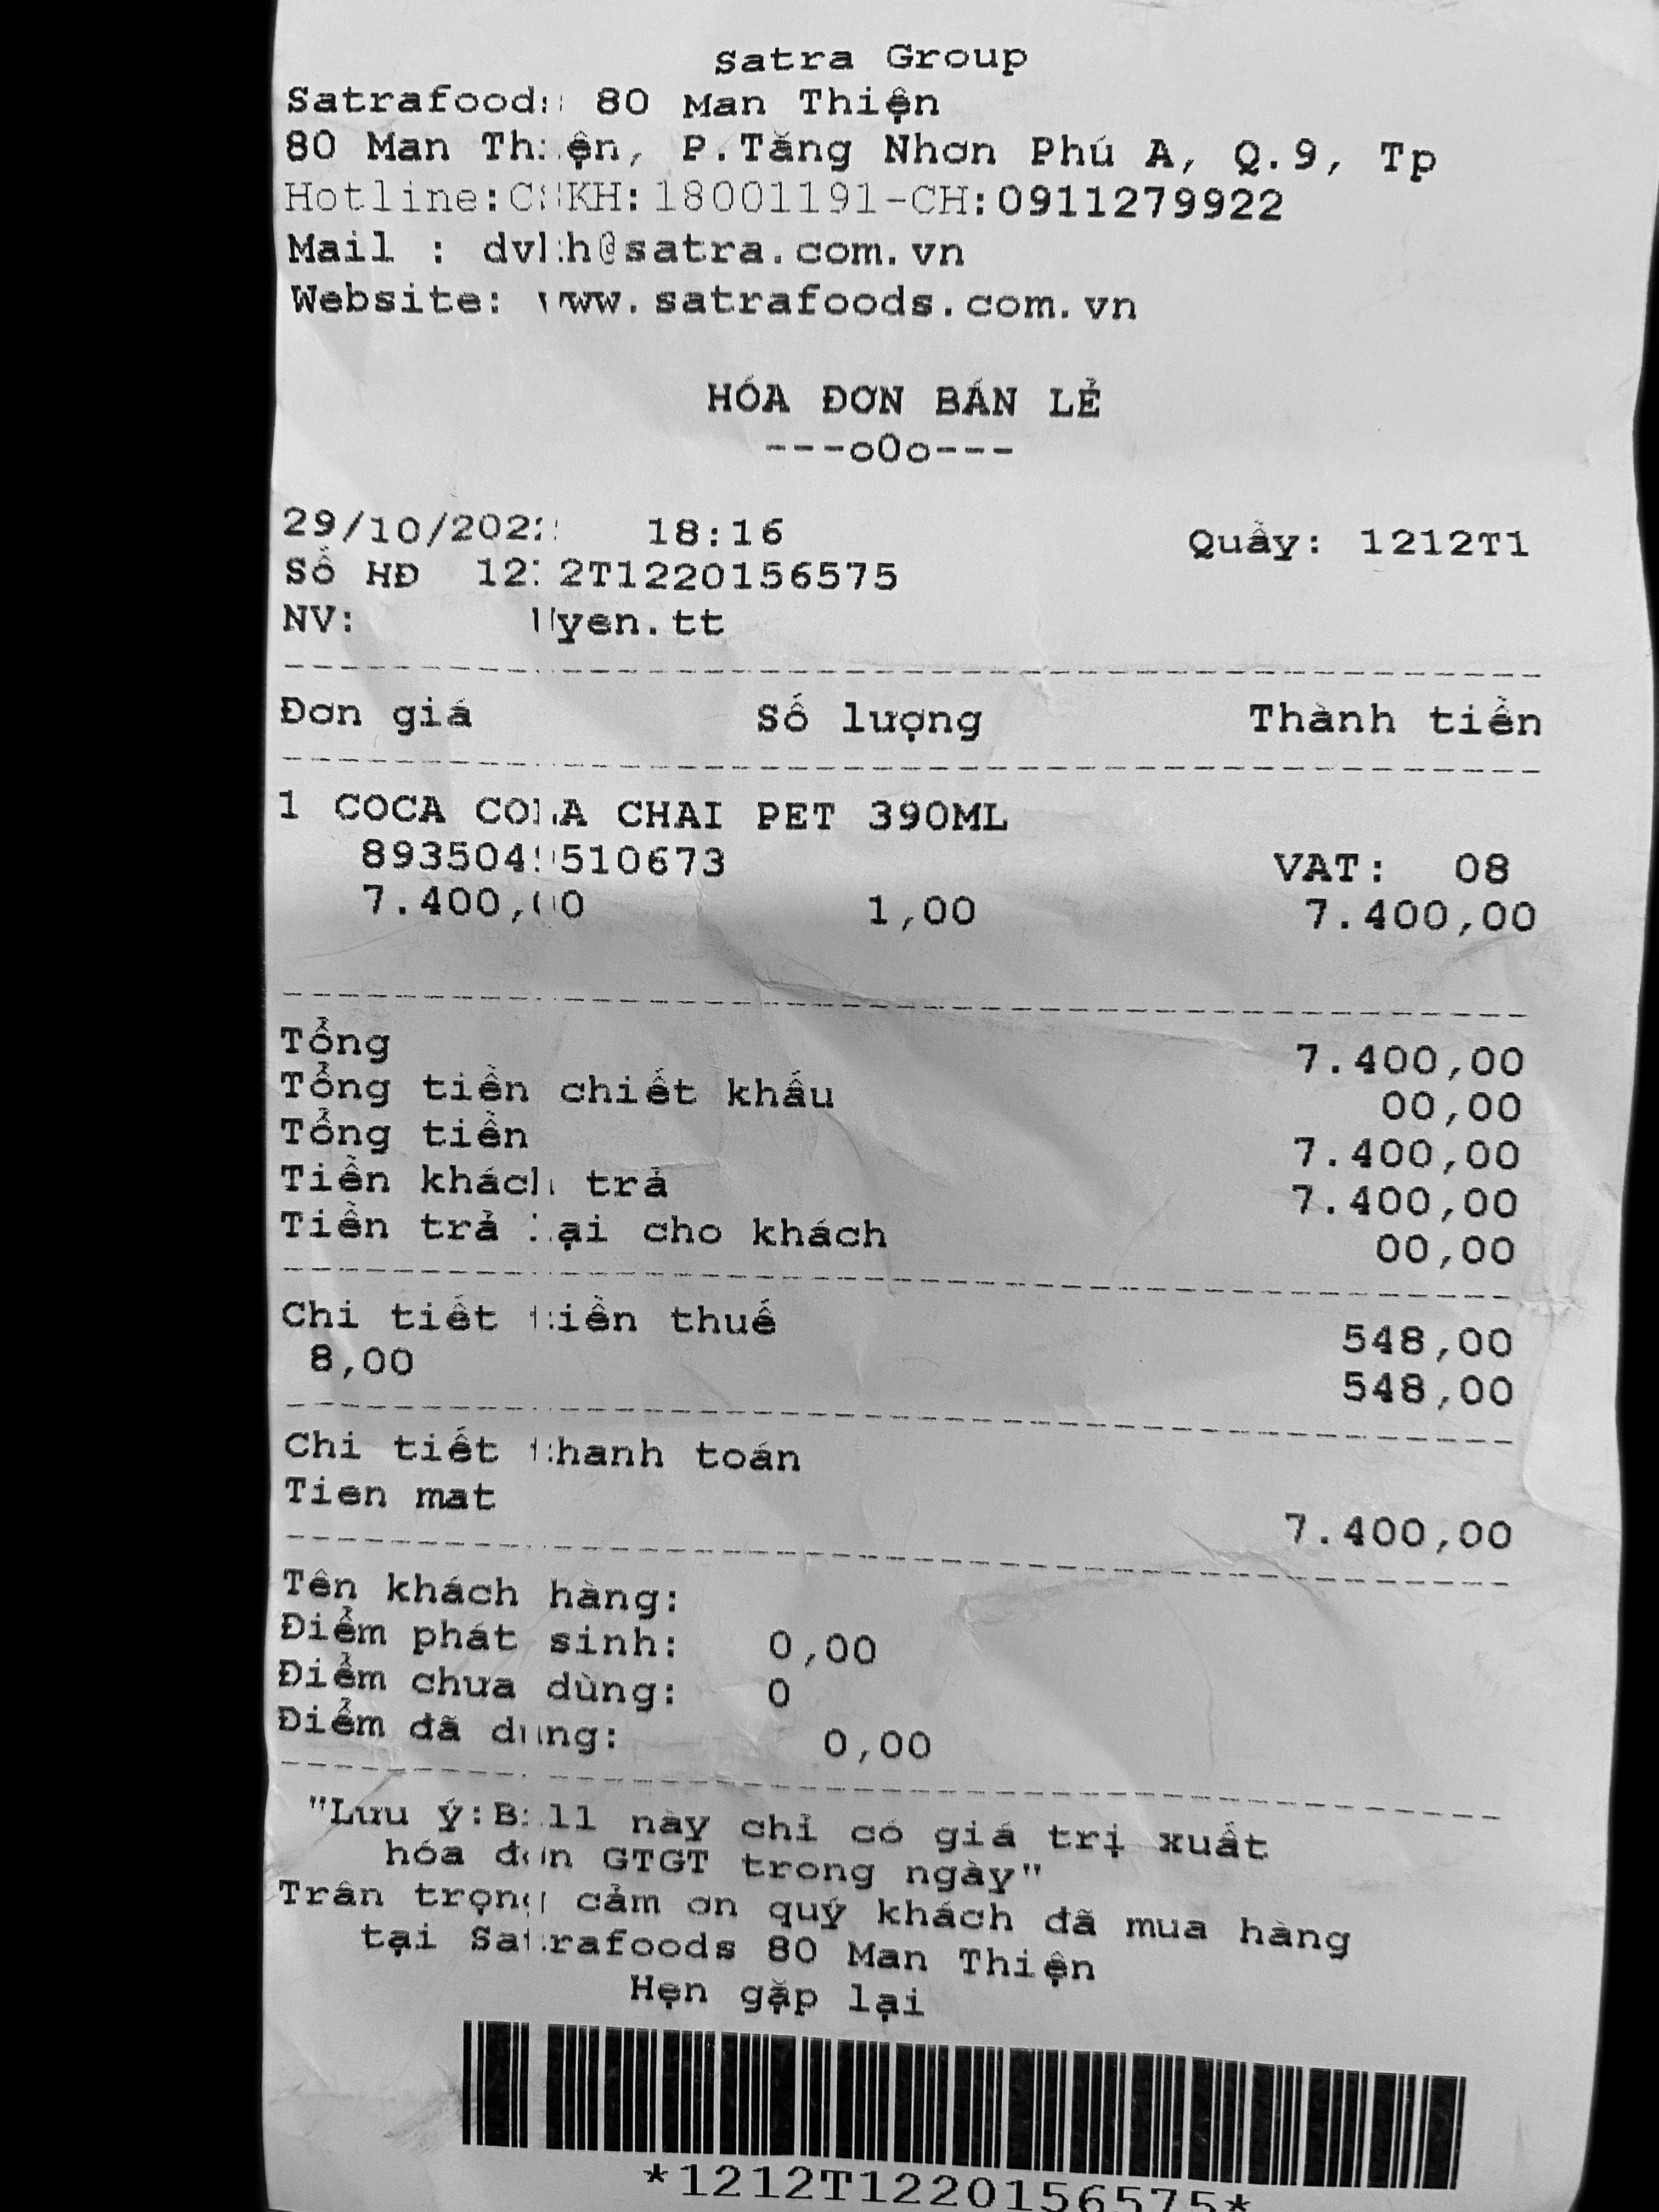 Satra Group
Satrafoods 80 Man Thiện
80 Man Thiện, P.Tăng Nhơn Phú A, Q.9, Tp
Hotline:CSKH:18001191-CH:0911279922
Mail : dvkh@satra.com.vn
Website: www.satrafoods.com.vn
HÓA ĐƠN BÁN LẺ
---oOo---
29/10/2022 18:16 Quầy: 1212T1
Số HĐ 1212T1220156575
NV: Uyen.tt
Đơn giá Số lượng Thành tiền
1 COCA COLA CHAI PET 390ML
8935049510673 VAT: 08
7.400,00 1,00 7.400,00
Tổng 7.400,00
Tổng tiền chiết khấu 00,00
Tổng tiền 7.400,00
Tiền khách trả 7.400,00
Tiền trả lại cho khách 00,00
Chi tiết tiền thuế 548,00
8,00 548,00
Chi tiết thanh toán
Tien mat 7.400,00
Tên khách hàng:
Điểm phát sinh: 0,00
Điểm chưa dùng: 0
Điểm đã dùng: 0,00
"Lưu ý:Bill này chỉ có giá trị xuất
hóa đơn GTGT trong ngày"
Trân trọng cảm ơn quý khách đã mua hàng
tại Satrafoods 80 Man Thiện
Hẹn gặp lại
*1212T1220156575*